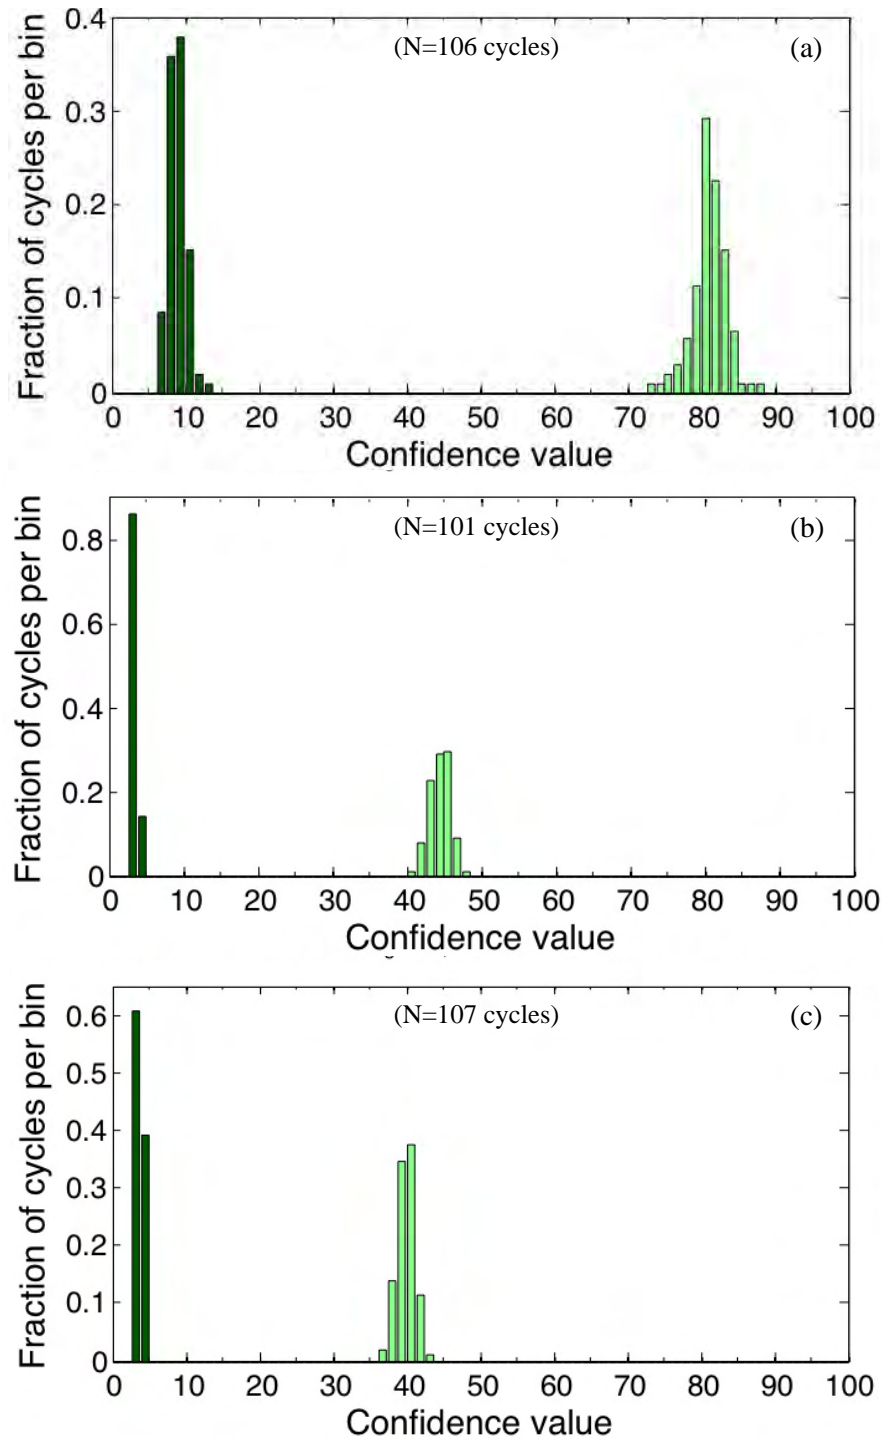 0.4
(N=106 cycles)
(a)
0.3
0.2
0.1
0
Fraction of cycles per bin
0 10 20 30 40 50 60 70 80 90 100
Confidence value
(N=101 cycles)
(b)
0.8
0.6
0.4
0.2
0
Fraction of cycles per bin
10 20 30 40 50 60 70 80 90 100
Confidence value
(N=107 cycles)
(c)
0.6
0.5
0.4
0.3
0.2
0.1
0
Fraction of cycles per bin
0 10 20 30 40 50 60 70 80 90 100
Confidence value